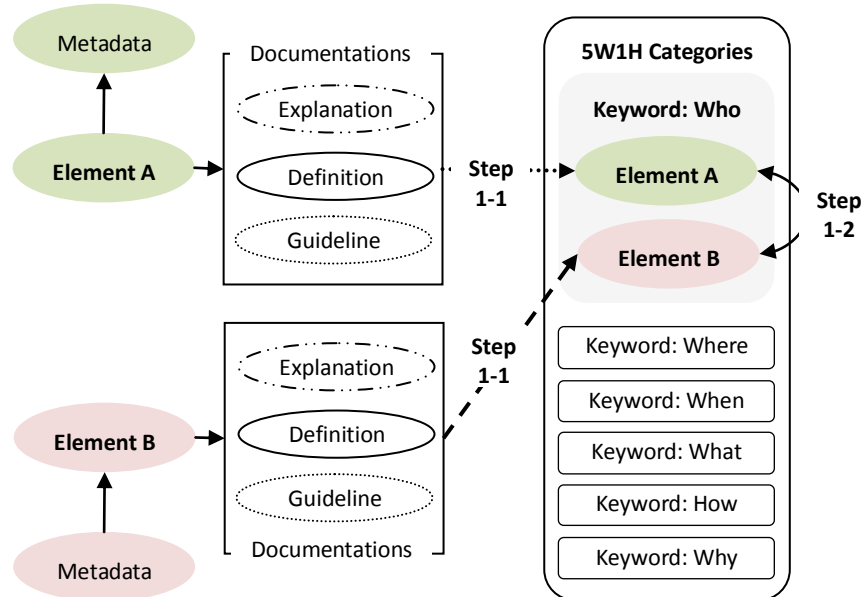 Metadata
Documentations
Explanation
Element A
Definition
Guideline
Step
1-1
5W1H Categories
Keyword: Who
Element A
Element B
Step
1-2
Keyword: Where
Keyword: When
Keyword: What
Keyword: How
Keyword: Why
Explanation
Step
1-1
Element B
Definition
Guideline
Documentations
Metadata